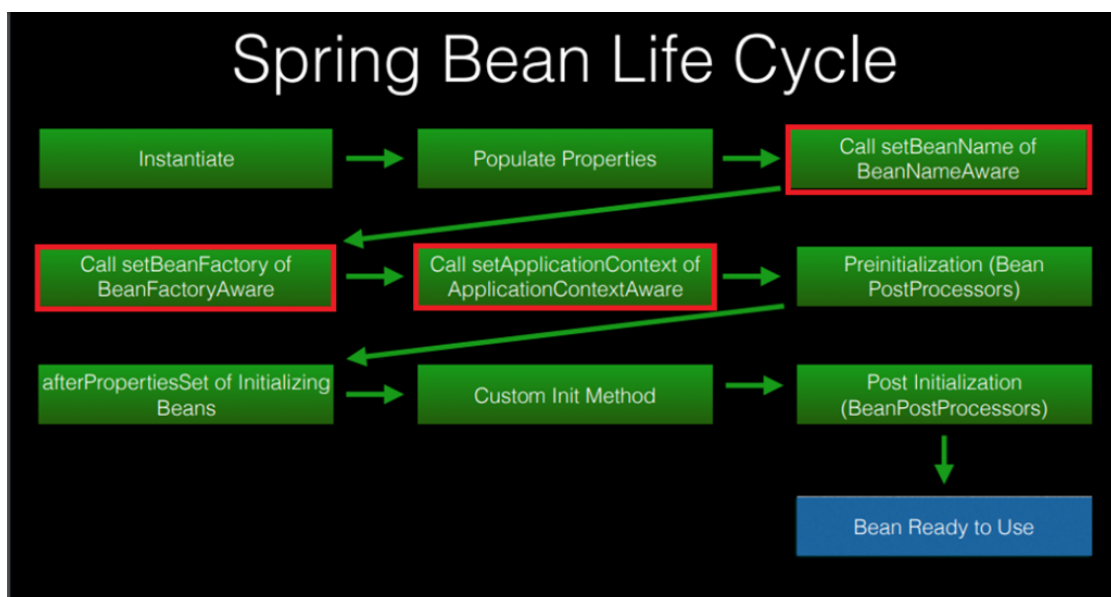 Spring Bean Life Cycle
Instantiate
Populate Properties
Call setBeanName of
BeanNameAware
Call setBeanFactory of
BeanFactoryAware
Call setApplicationContext of
ApplicationContextAware
Preinitialization (Bean
PostProcessors)
afterPropertiesSet of Initializing
Beans
Custom Init Method
Post Initialization
(BeanPostProcessors)
Bean Ready to Use